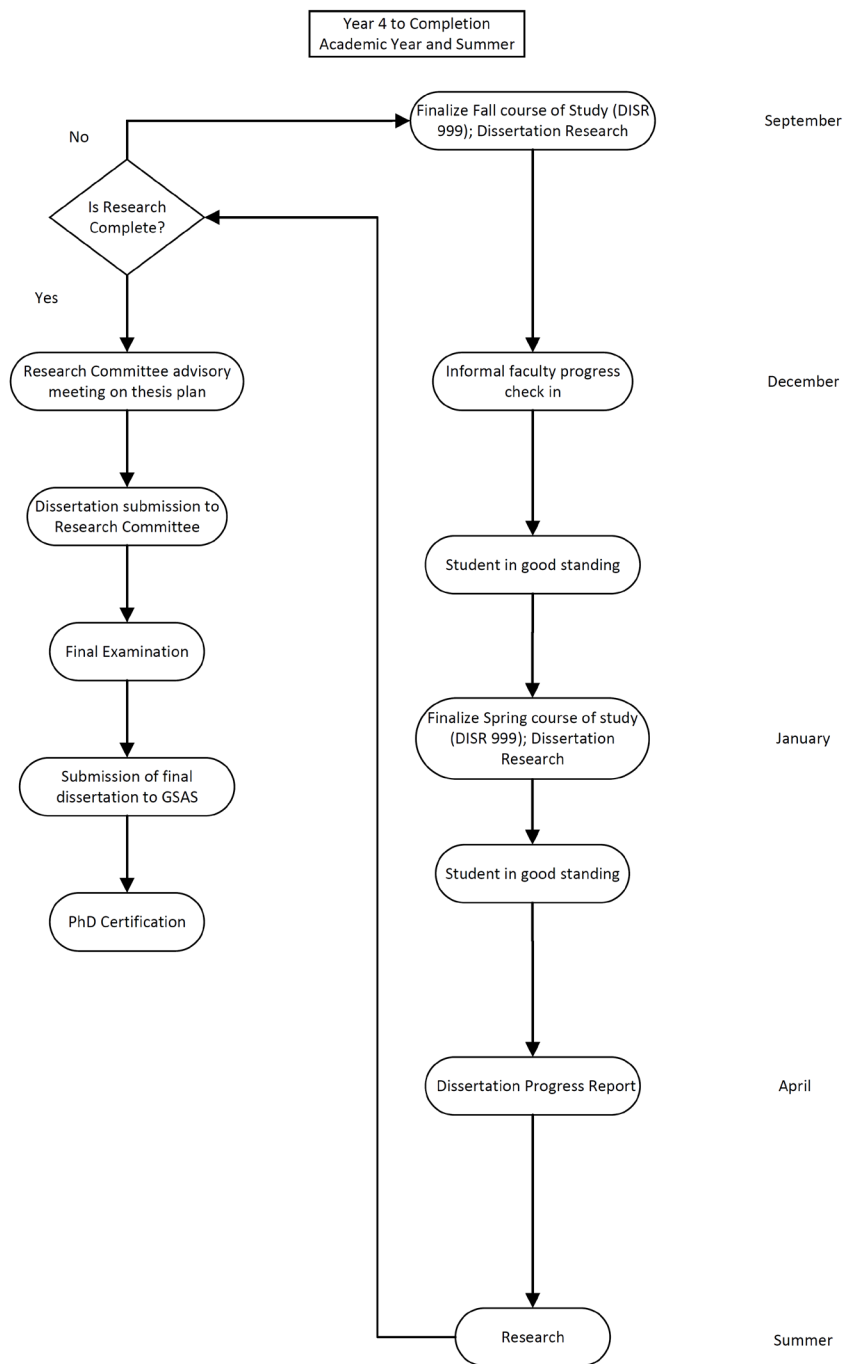 Year 4 to Completion
Academic Year and Summer
Finalize Fall course of Study (DISR
999); Dissertation Research
September
No
Is Research
Complete?
Yes
Research Committee advisory
meeting on thesis plan
Informal faculty progress
check in
December
Dissertation submission to
Research Committee
Student in good standing
Final Examination
Finalize Spring course of study
(DISR 999); Dissertation
Research
January
Submission of final
dissertation to GSAS
Student in good standing
PhD Certification
Dissertation Progress Report
April
Research
Summer